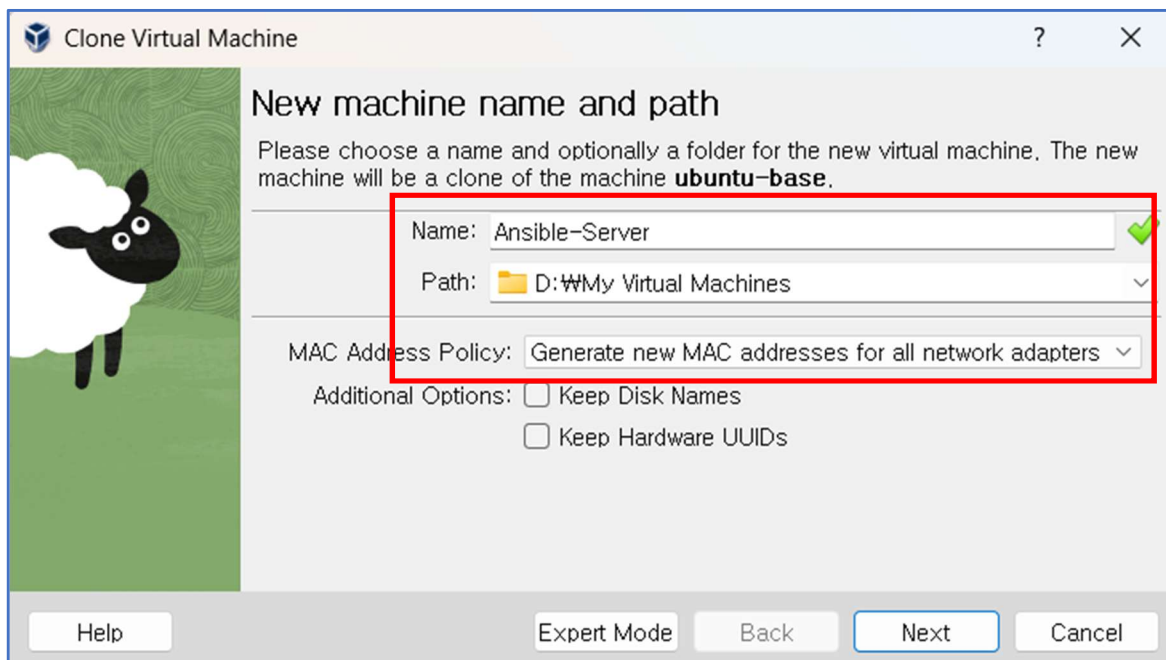 Clone Virtual Machine ?
New machine name and path
Please choose a name and optionally a folder for the new virtual machine. The new
machine will be a clone of the machine ubuntu-base.
Name: Ansible-Server
Path: D:₩My Virtual Machines
MAC Address Policy: Generate new MAC addresses for all network adapters
Additional Options: Keep Disk Names
Keep Hardware UUIDs
Help Expert Mode Back Next Cancel